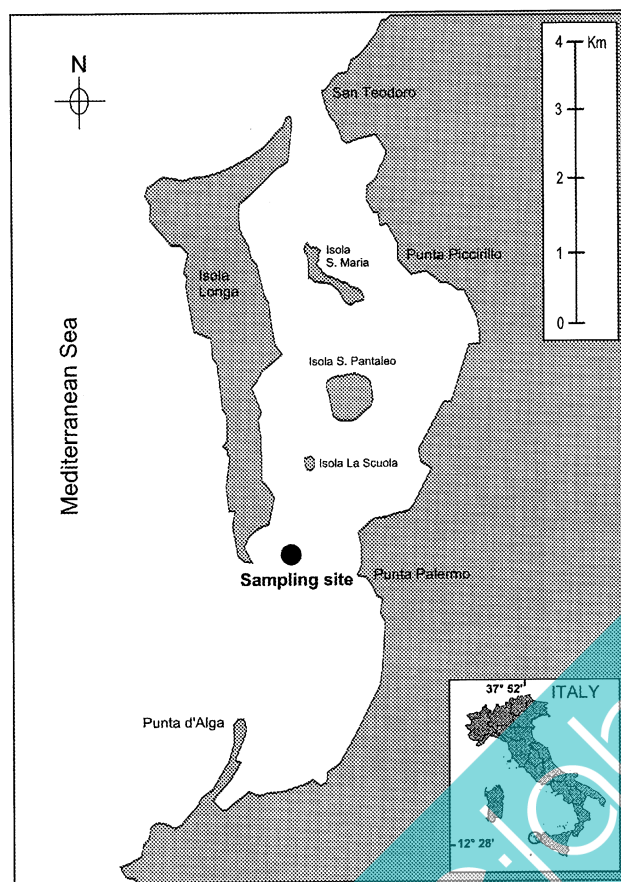 4 Km
N
San Teodoro
3
2
Isola
S. Maria
Punta Piccirillo
Isola
Longa
1
0
Mediterranean Sea
Isola S. Pantaleo
Isola La Scuola
Sampling site
Punta Palermo
37° 52'
ITALY
Punta d'Alga
12° 28'